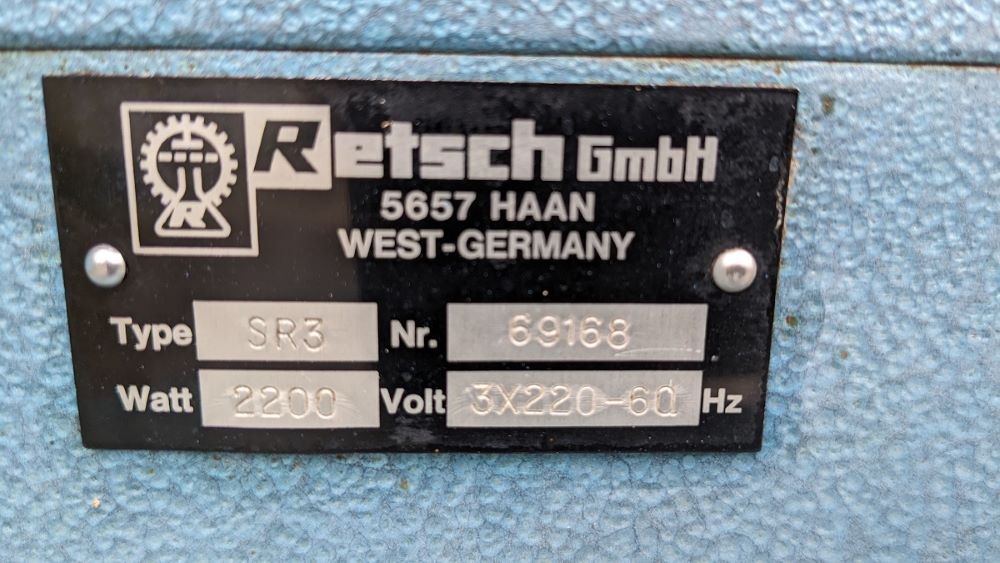 Retsch GmbH
5657 HAAN
WEST-GERMANY
Type SR3 Nr. 69168
Watt 2200 Volt 3X220-60 Hz
R